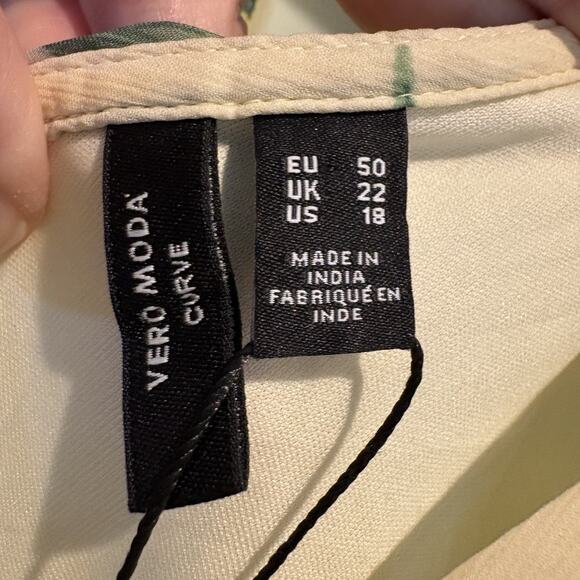 VERO MODA
CURVE
EU 50
UK 22
US 18
MADE IN
INDIA
FABRIQUÉ EN
INDE